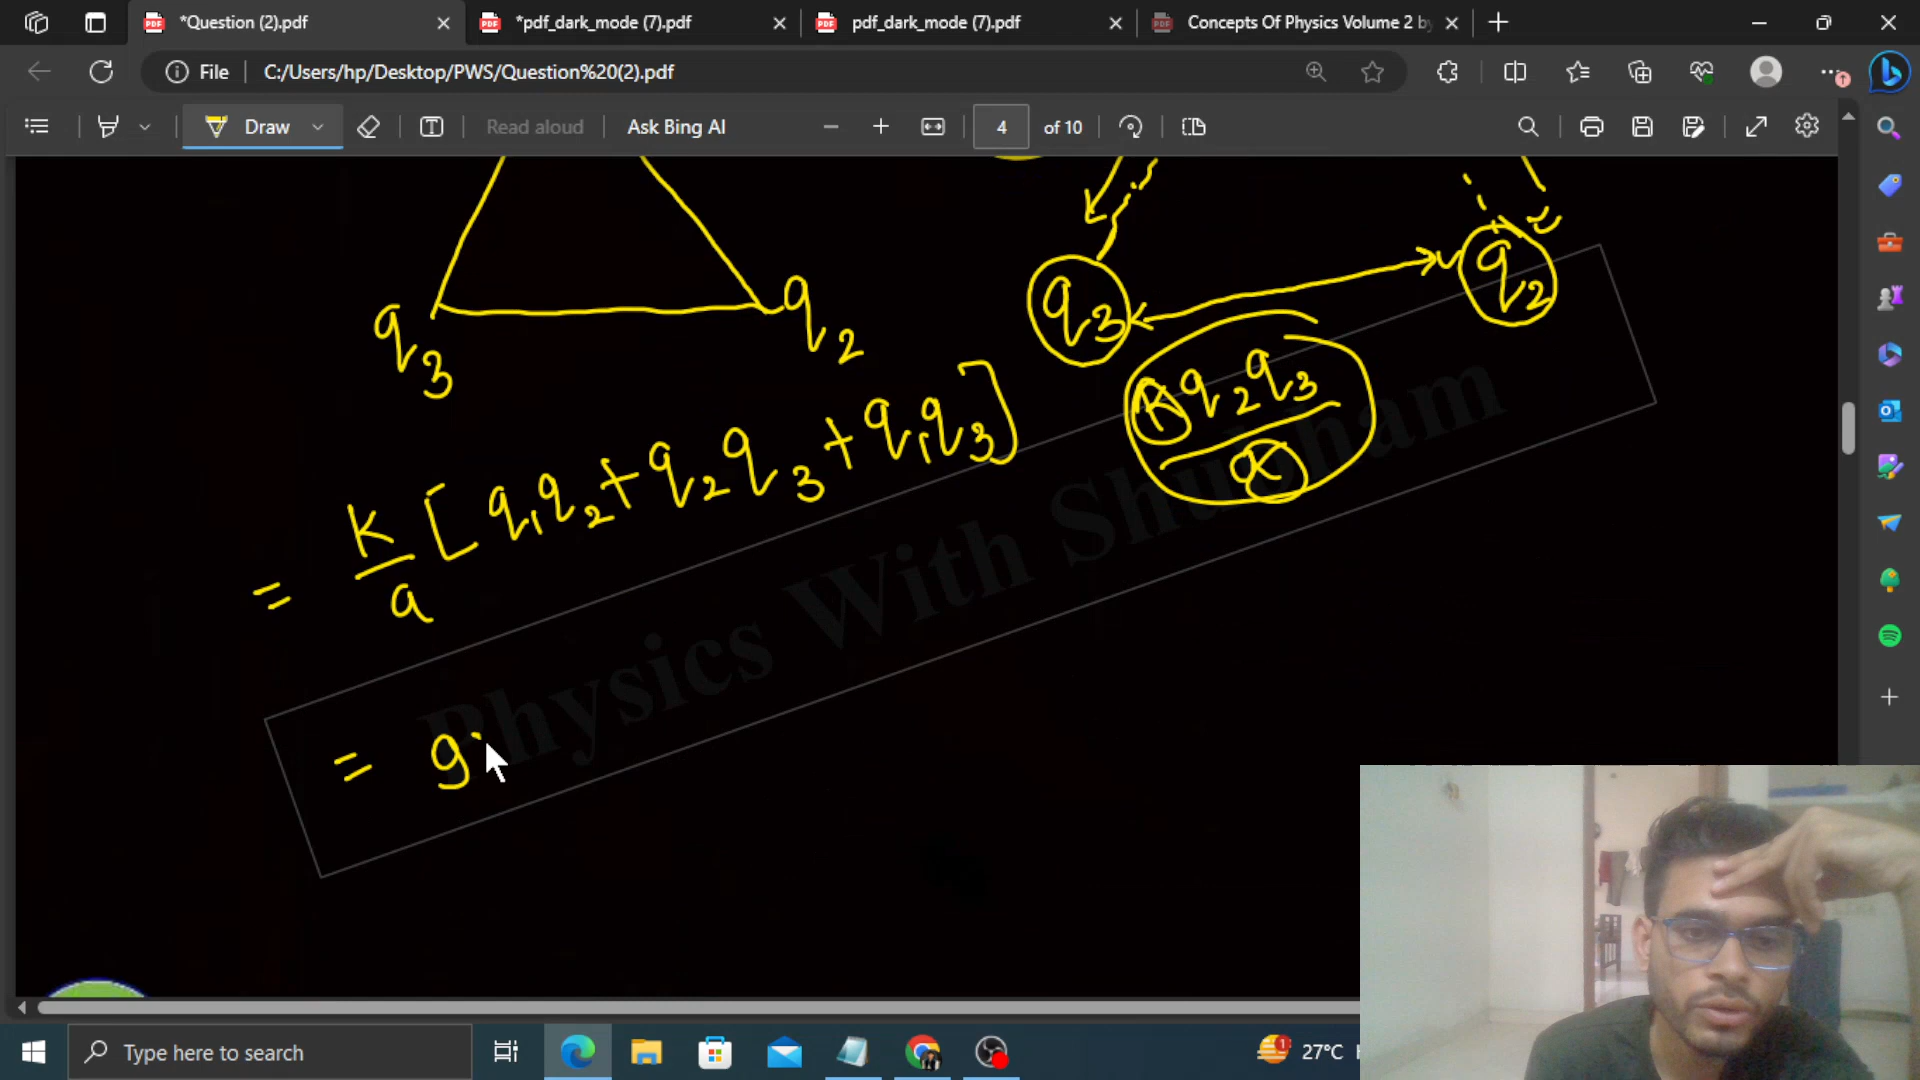 *Question (2).pdf
*pdf_dark_mode (7).pdf
pdf_dark_mode (7).pdf
Concepts Of Physics Volume 2 by
File
C:/Users/hp/Desktop/PWS/Question%20(2).pdf
Draw
Read aloud
Ask Bing AI
4 of 10
q3
q2
q3
q2
Kq2q3
a
= K/a [q1q2 + q2q3 + q1q3]
= 9
Physics With Shubham
Type here to search
27°C